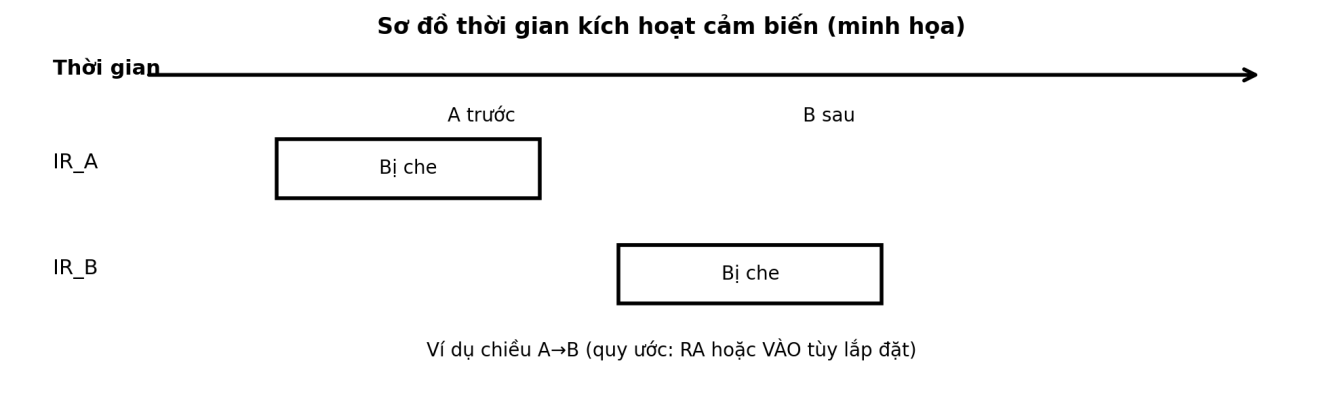 Sơ đồ thời gian kích hoạt cảm biến (minh họa)
Thời gian
A trước
B sau
IR_A
Bị che
IR_B
Bị che
Ví dụ chiều A→B (quy ước: RA hoặc VÀO tùy lắp đặt)